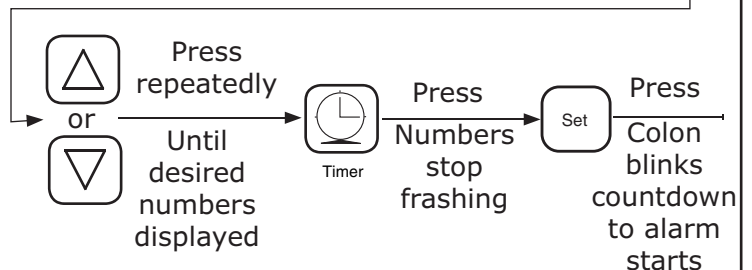 Press
repeatedly
or
Until
desired
numbers
displayed
Timer
Press
Numbers
stop
frashing
Set
Press
Colon
blinks
countdown
to alarm
starts